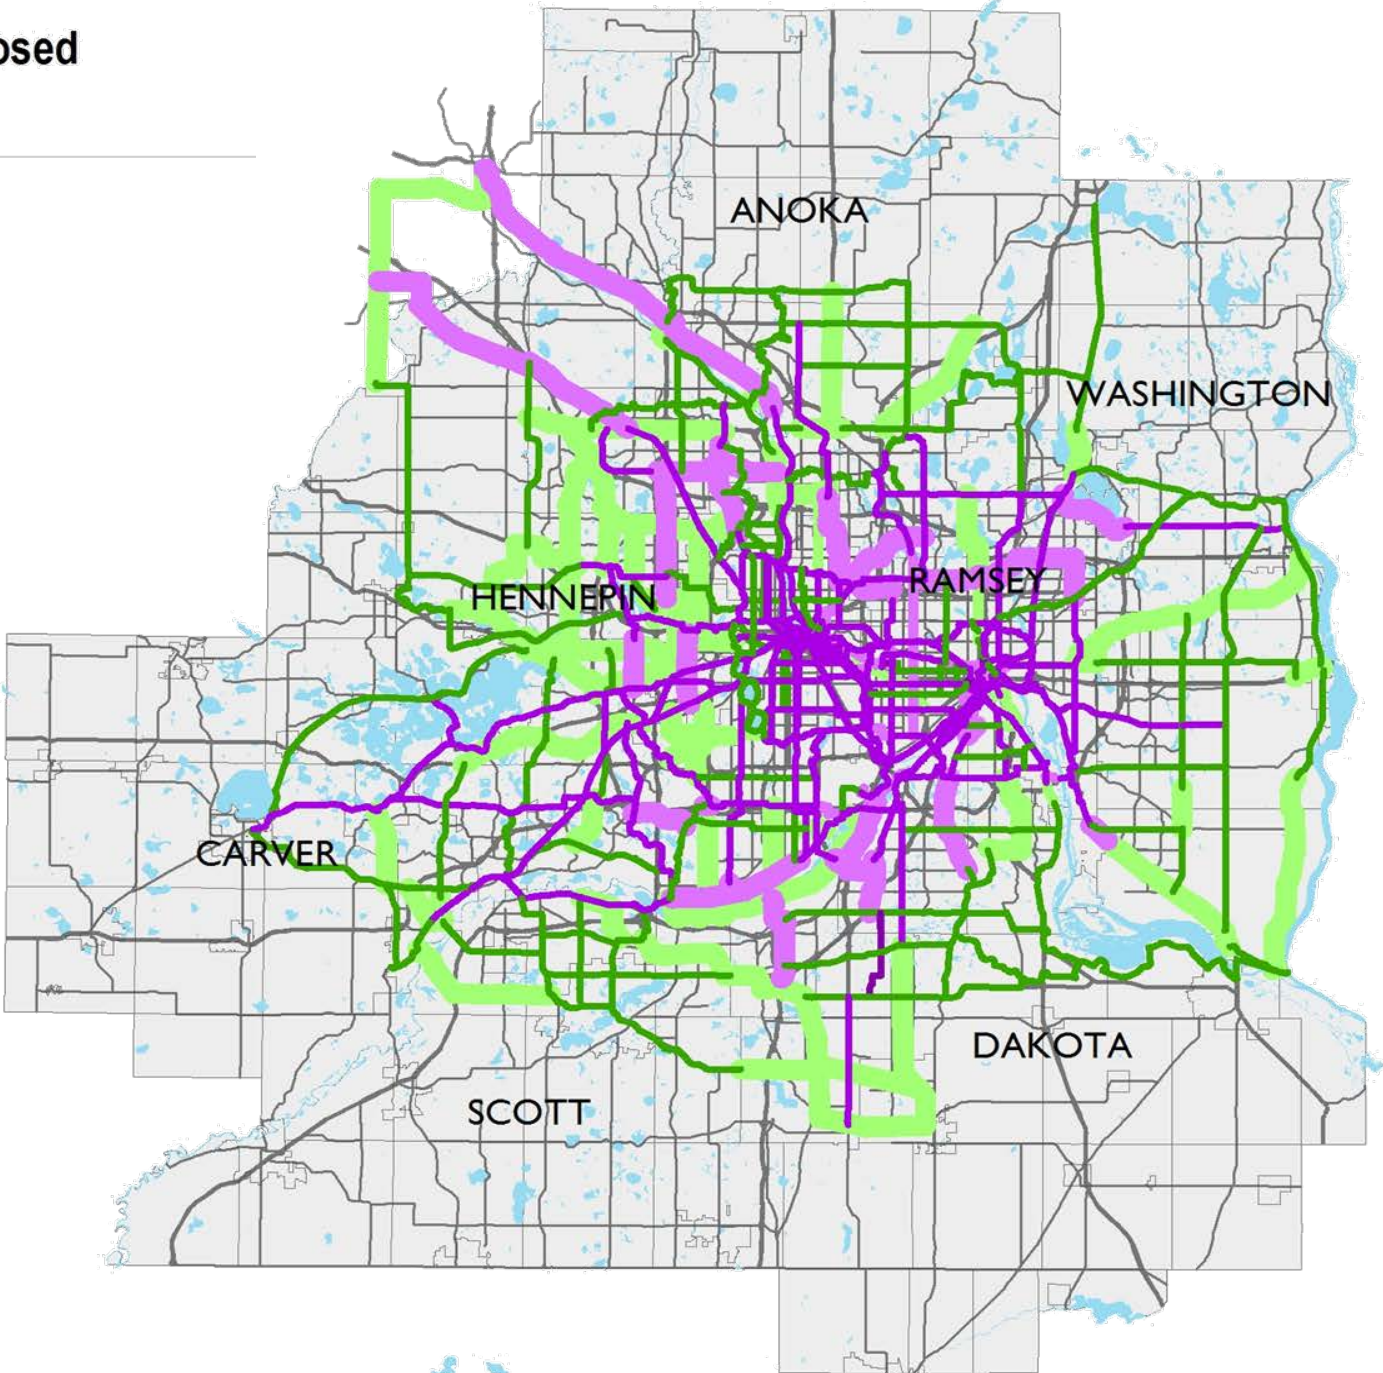 osed
ANOKA
WASHINGTON
RAMSEY
HENNEPIN
CARVER
DAKOTA
SCOTT